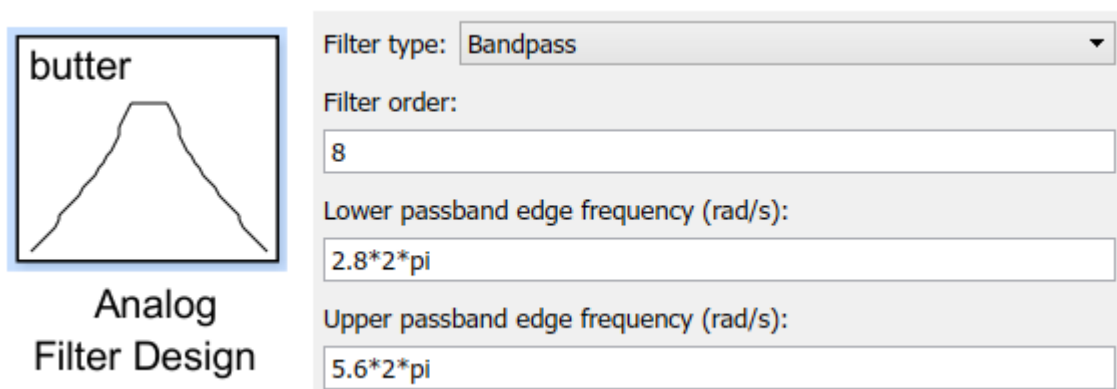 butter
Analog
Filter Design
Filter type: Bandpass
Filter order:
8
Lower passband edge frequency (rad/s):
2.8*2*pi
Upper passband edge frequency (rad/s):
5.6*2*pi